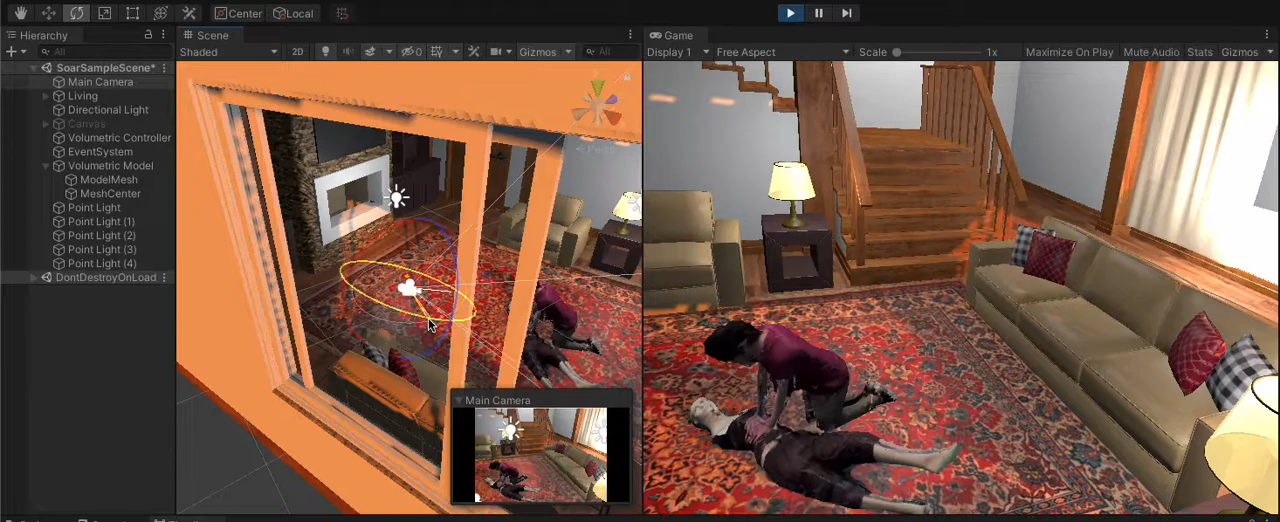 Center Local
Hierarchy
All
SoarSampleScene*
Main Camera
Living
Directional Light
Canvas
Volumetric Controller
EventSystem
Volumetric Model
ModelMesh
MeshCenter
Point Light
Point Light (1)
Point Light (2)
Point Light (3)
Point Light (4)
DontDestroyOnLoad
Scene
Shaded 2D 0 Gizmos All
Main Camera
Game
Display 1 Free Aspect Scale 1x Maximize On Play Mute Audio Stats Gizmos